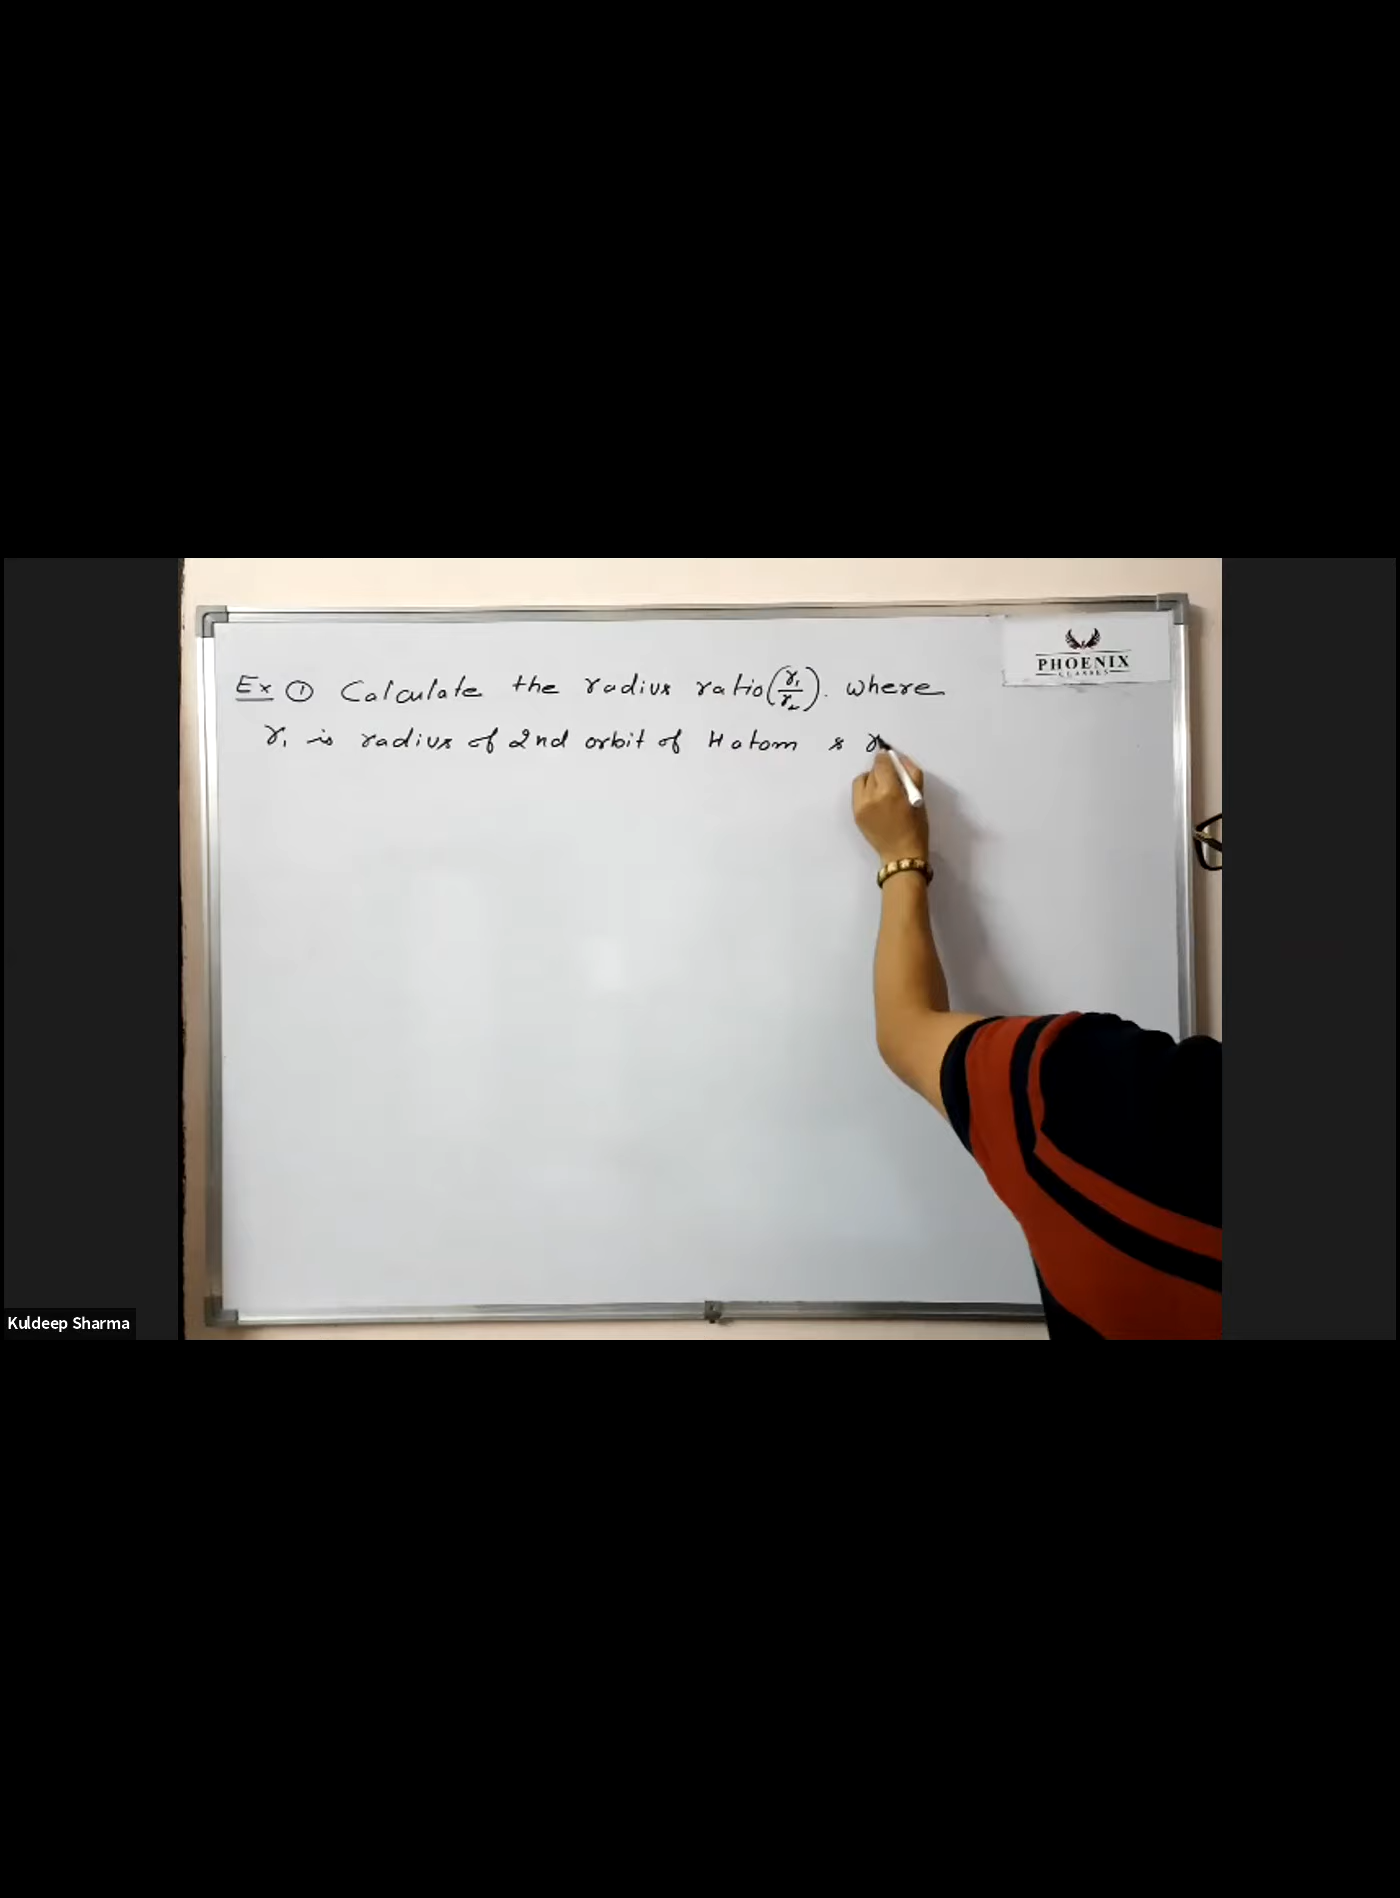 PHOENIX
CLASSES
Ex ① Calculate the radius ratio (r₁/r₂). where
r₁ is radius of 2nd orbit of H atom & r
Kuldeep Sharma